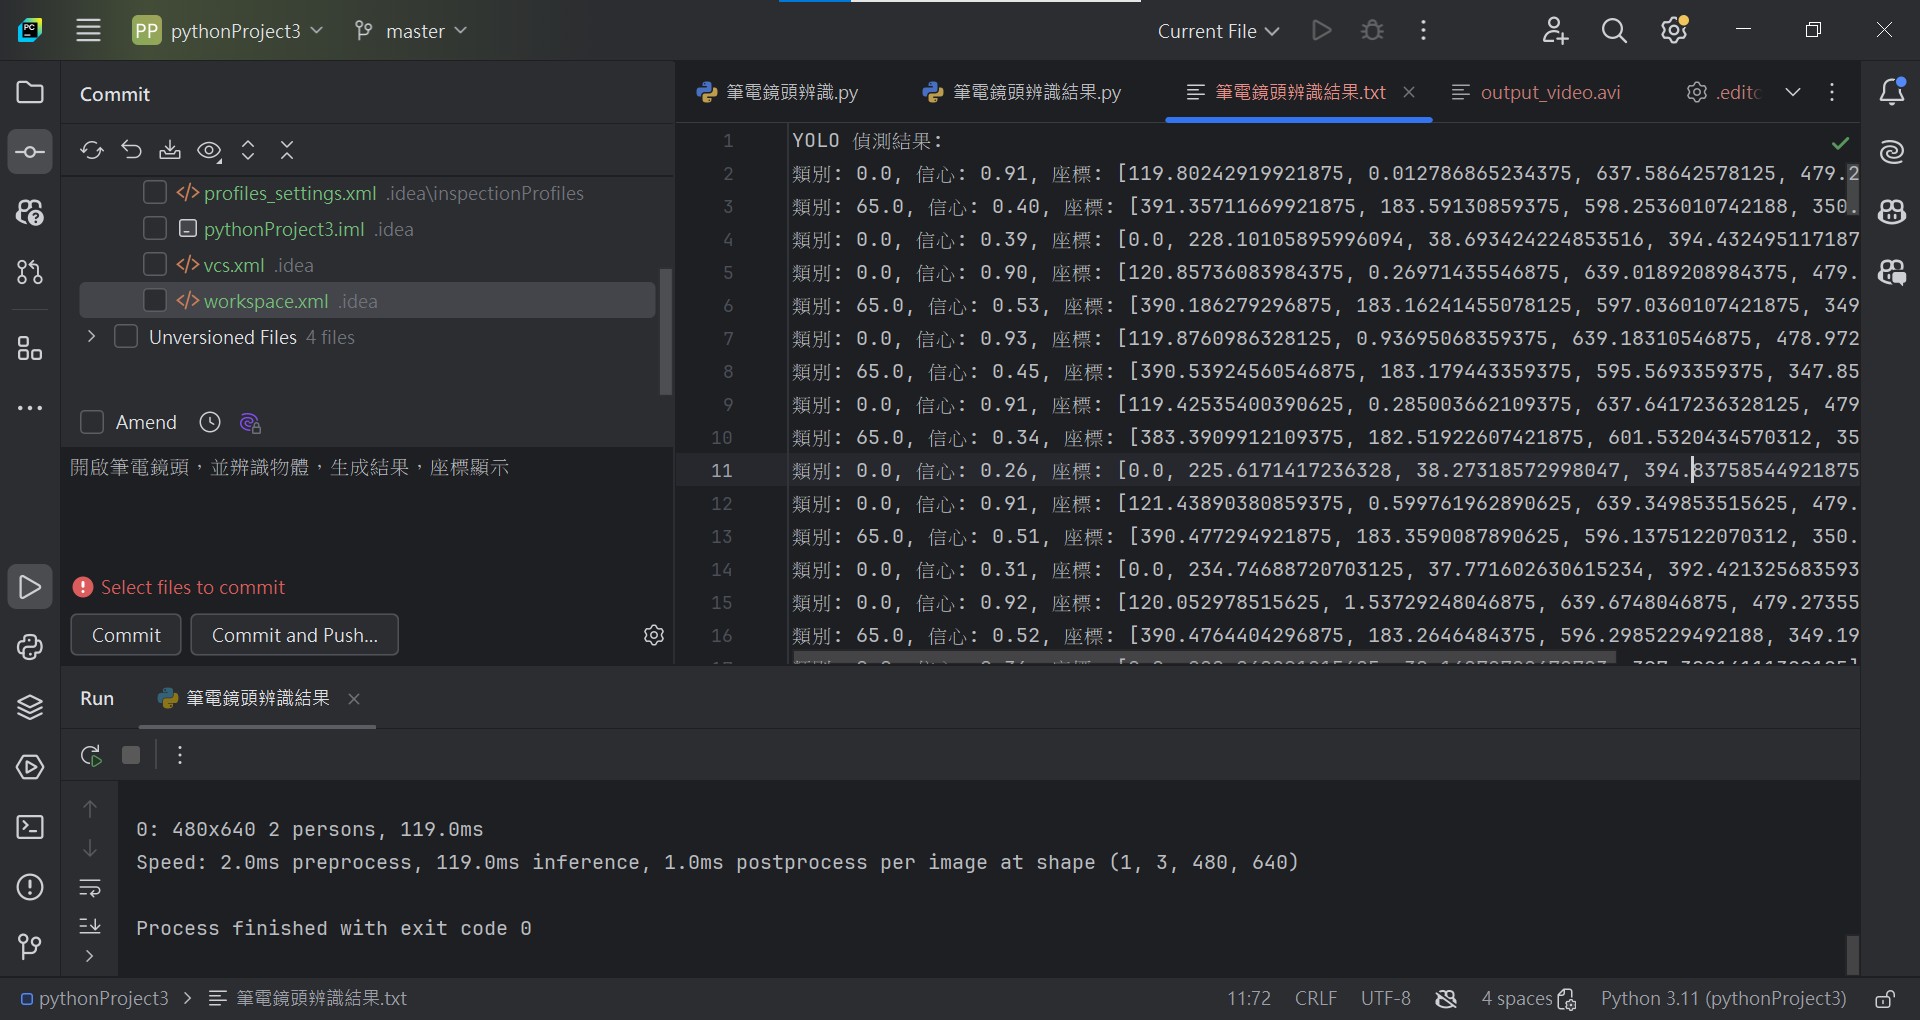 PP pythonProject3 master Current File
Commit
筆電鏡頭辨識.py 筆電鏡頭辨識結果.py 筆電鏡頭辨識結果.txt output_video.avi .edito
profiles_settings.xml .idea\inspectionProfiles
pythonProject3.iml .idea
vcs.xml .idea
workspace.xml .idea
Unversioned Files 4 files
Amend
開啟筆電鏡頭，並辨識物體，生成結果，座標顯示
Select files to commit
Commit Commit and Push...
1 YOLO 偵測結果:
2 類別: 0.0, 信心: 0.91, 座標: [119.80242919921875, 0.012786865234375, 637.58642578125, 479.2
3 類別: 65.0, 信心: 0.40, 座標: [391.35711669921875, 183.59130859375, 598.2536010742188, 350.
4 類別: 0.0, 信心: 0.39, 座標: [0.0, 228.10105895996094, 38.693424224853516, 394.432495117187
5 類別: 0.0, 信心: 0.90, 座標: [120.85736083984375, 0.26971435546875, 639.0189208984375, 479.
6 類別: 65.0, 信心: 0.53, 座標: [390.186279296875, 183.16241455078125, 597.0360107421875, 349
7 類別: 0.0, 信心: 0.93, 座標: [119.8760986328125, 0.93695068359375, 639.18310546875, 478.972
8 類別: 65.0, 信心: 0.45, 座標: [390.53924560546875, 183.179443359375, 595.5693359375, 347.85
9 類別: 0.0, 信心: 0.91, 座標: [119.42535400390625, 0.285003662109375, 637.6417236328125, 479
10 類別: 65.0, 信心: 0.34, 座標: [383.3909912109375, 182.51922607421875, 601.5320434570312, 35
11 類別: 0.0, 信心: 0.26, 座標: [0.0, 225.6171417236328, 38.27318572998047, 394.83758544921875
12 類別: 0.0, 信心: 0.91, 座標: [121.43890380859375, 0.599761962890625, 639.349853515625, 479.
13 類別: 65.0, 信心: 0.51, 座標: [390.477294921875, 183.3590087890625, 596.1375122070312, 350.
14 類別: 0.0, 信心: 0.31, 座標: [0.0, 234.74688720703125, 37.771602630615234, 392.421325683593
15 類別: 0.0, 信心: 0.92, 座標: [120.052978515625, 1.53729248046875, 639.6748046875, 479.27355
16 類別: 65.0, 信心: 0.52, 座標: [390.4764404296875, 183.2646484375, 596.2985229492188, 349.19
Run 筆電鏡頭辨識結果
0: 480x640 2 persons, 119.0ms
Speed: 2.0ms preprocess, 119.0ms inference, 1.0ms postprocess per image at shape (1, 3, 480, 640)
Process finished with exit code 0
pythonProject3 筆電鏡頭辨識結果.txt 11:72 CRLF UTF-8 4 spaces Python 3.11 (pythonProject3)